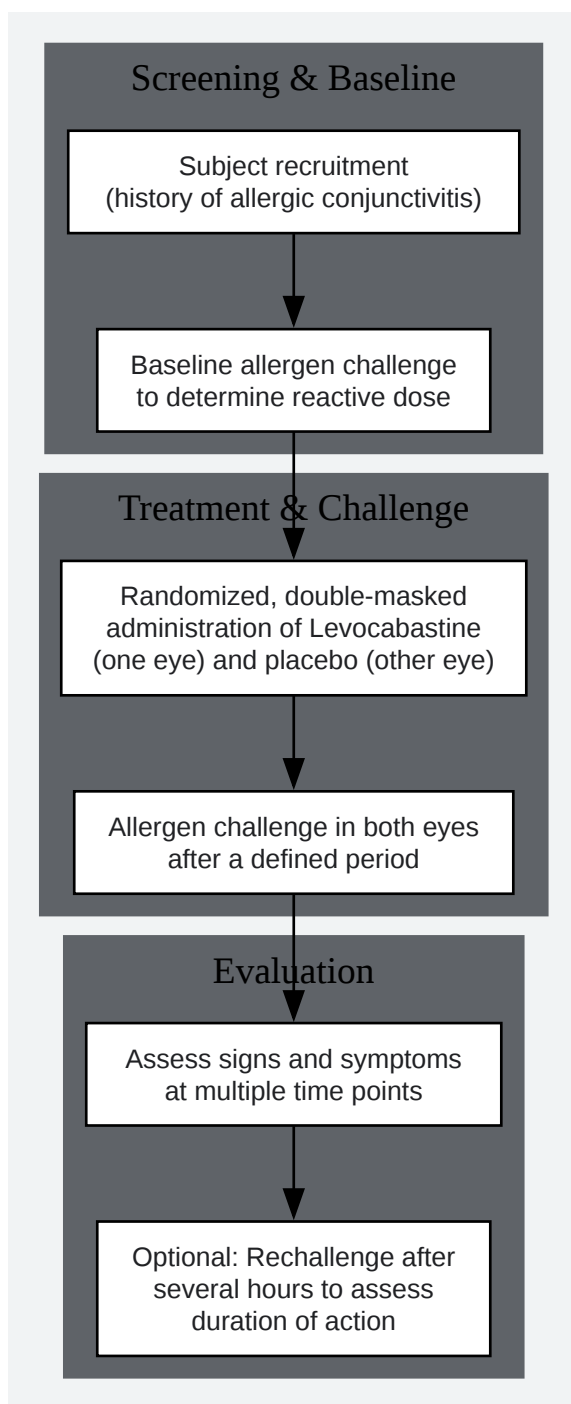 Screening & Baseline
Subject recruitment
(history of allergic conjunctivitis)
Baseline allergen challenge
to determine reactive dose
Treatment & Challenge
Randomized, double-masked
administration of Levocabastine
(one eye) and placebo (other eye)
Allergen challenge in both eyes
after a defined period
Evaluation
Assess signs and symptoms
at multiple time points
Optional: Rechallenge after
several hours to assess
duration of action